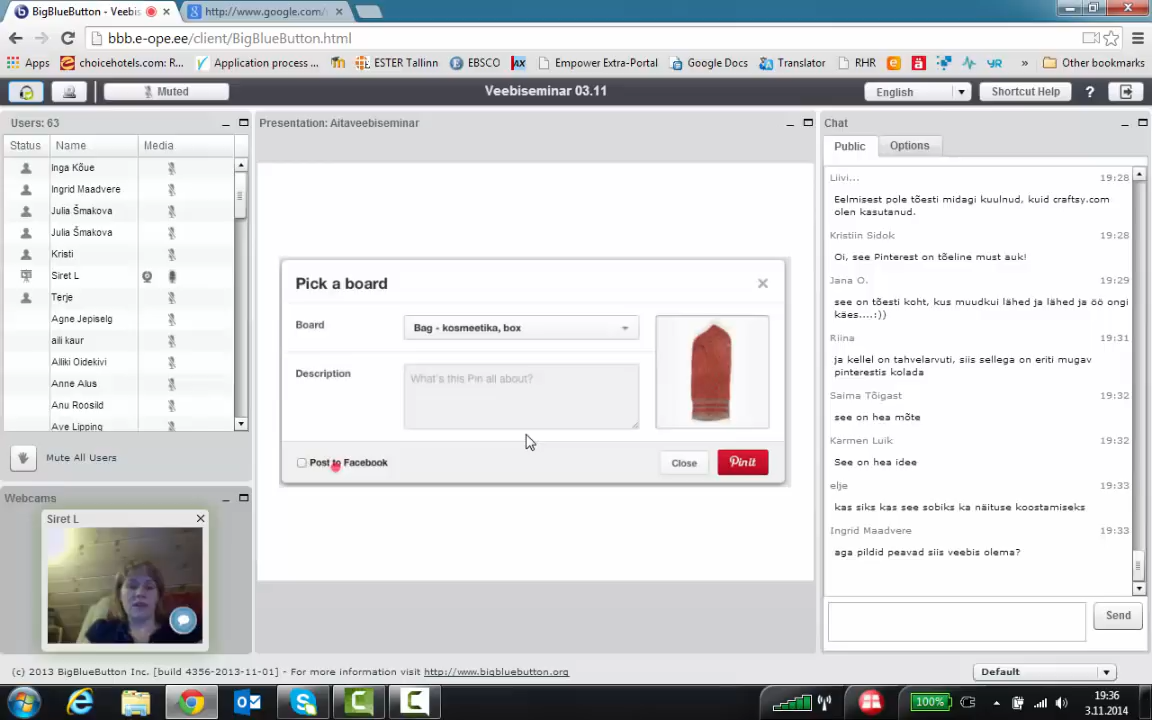 BigBlueButton - Veebis
http://www.google.com/
bbb.e-ope.ee/client/BigBlueButton.html
Apps
choicehotels.com: R...
Application process ...
ESTER Tallinn
EBSCO
AX
Empower Extra-Portal
Google Docs
Translator
RHR
YR
»
Other bookmarks
Muted
Veebiseminar 03.11
English
Shortcut Help
?
Users: 63
Status Name Media
Inga Kõue
Ingrid Maadvere
Julia Šmakova
Julia Šmakova
Kristi
Siret L
Terje
Agne Jepiselg
aili kaur
Alliki Oidekivi
Anne Alus
Anu Roosild
Ave Lipping
Mute All Users
Webcams
Siret L
Presentation: Aitaveebiseminar
Pick a board
Board
Bag - kosmeetika, box
Description
What's this Pin all about?
Post to Facebook
Close
Pin it
Chat
Public
Options
Liivi... 19:28
Eelmisest pole tõesti midagi kuulnud, kuid craftsy.com
olen kasutanud.
Kristiin Sidok 19:28
Oi, see Pinterest on tõeline must auk!
Jana O. 19:29
see on tõesti koht, kus muudkui lähed ja lähed ja öö ongi
käes....:))
Riina 19:31
ja kellel on tahvelarvuti, siis sellega on eriti mugav
pinterestis kolada
Saima Tõigast 19:32
see on hea mõte
Karmen Luik 19:32
See on hea idee
elje 19:33
kas siks kas see sobiks ka näituse koostamiseks
Ingrid Maadvere 19:33
aga pildid peavad siis veebis olema?
Send
(c) 2013 BigBlueButton Inc. [build 4356-2013-11-01] - For more information visit http://www.bigbluebutton.org
Default
100%
19:36
3.11.2014